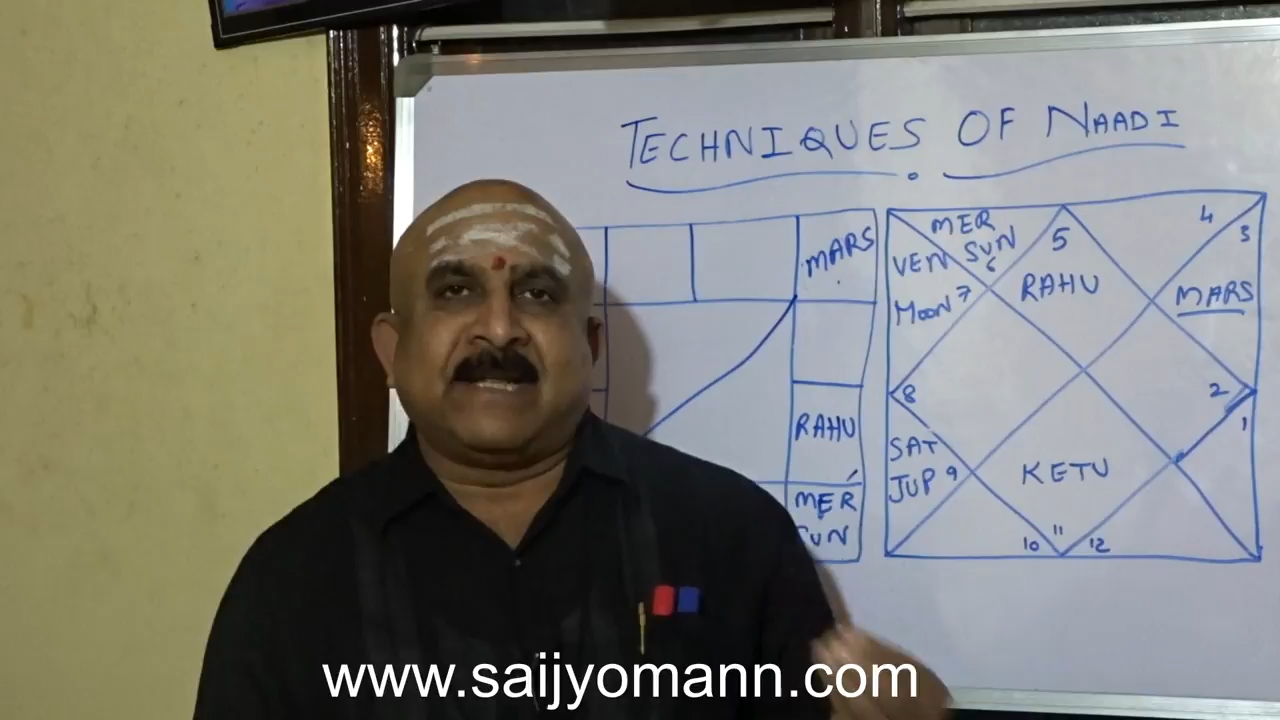 TECHNIQUES OF NAADI
MARS
RAHU
MER
SUN
MER
SUN
6
VEN
MOON 7
5
RAHU
4
3
MARS
8
2
1
SAT
JUP 9
KETU
10 11 12
www.saijyomann.com